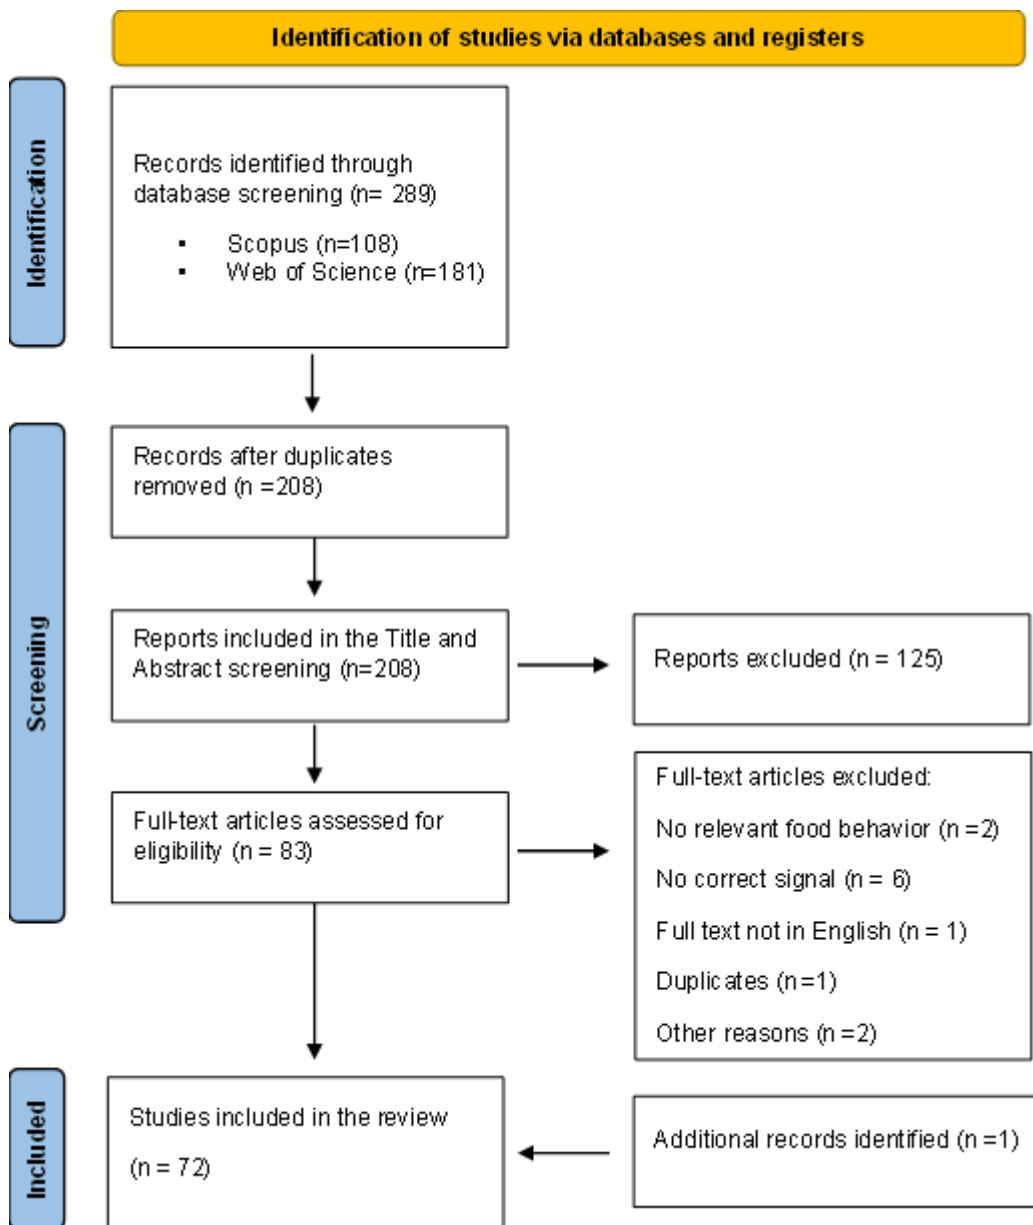 Identification of studies via databases and registers
Identification
Records identified through
database screening (n= 289)
▪ Scopus (n=108)
▪ Web of Science (n=181)
Screening
Records after duplicates
removed (n =208)
Reports included in the Title and
Abstract screening (n=208)
Reports excluded (n = 125)
Full-text articles assessed for
eligibility (n = 83)
Full-text articles excluded:
No relevant food behavior (n =2)
No correct signal (n = 6)
Full text not in English (n = 1)
Duplicates (n =1)
Other reasons (n =2)
Included
Studies included in the review
(n = 72)
Additional records identified (n =1)